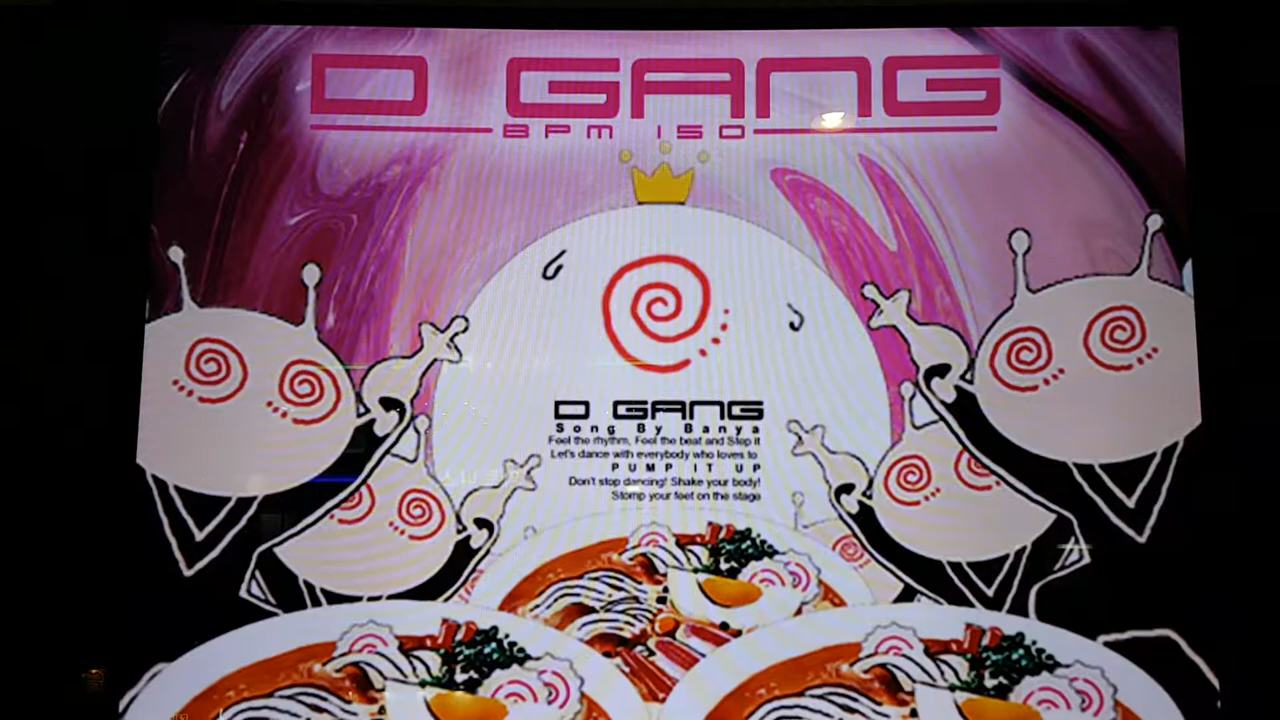 D GANG
BPM 150
D GANG
Song By Banya
Feel the rhythm, Feel the beat and Step it
Let's dance with everybody who loves to
PUMP IT UP
Don't stop dancing! Shake your body!
Stomp your feet on the stage